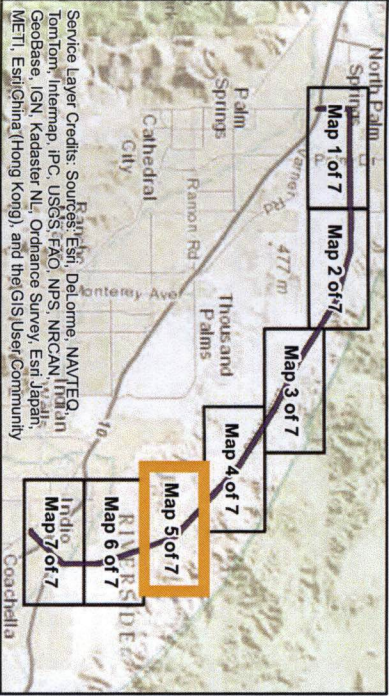 North Palm
Springs
Map 1 of 7
Palm Dr
Varner Rd
Map 2 of 7
477 m
Map 3 of 7
Palm
Springs
Ramon Rd
Thousand
Palms
Cathedral
City
Map 4 of 7
Monterey Ave
Map 5 of 7
10
Indian
RIVERSIDE
Map 6 of 7
Indio
Map 7 of 7
Coachella
Service Layer Credits: Sources: Esri, DeLorme, NAVTEQ,
TomTom, Intermap, iPC, USGS, FAO, NPS, NRCAN,
GeoBase, IGN, Kadaster NL, Ordnance Survey, Esri Japan,
METI, Esri China (Hong Kong), and the GIS User Community